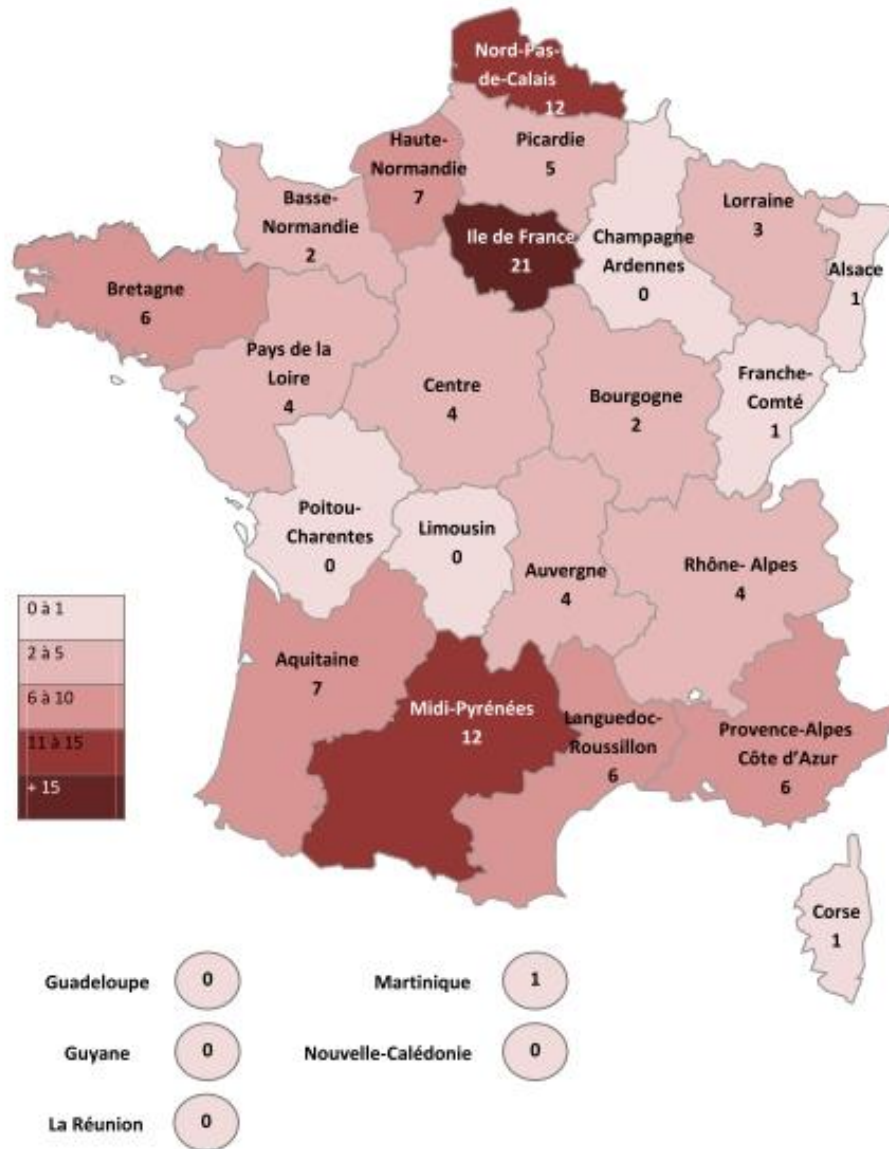 Nord-Pas-
de-Calais
12
Haute-
Normandie
7
Picardie
5
Basse-
Normandie
2
Ile de France
21
Champagne
Ardennes
0
Lorraine
3
Alsace
1
Bretagne
6
Pays de la
Loire
4
Centre
4
Bourgogne
2
Franche-
Comté
1
Poitou-
Charentes
0
Limousin
0
Auvergne
4
Rhône- Alpes
4
0 à 1
2 à 5
6 à 10
11 à 15
+ 15
Aquitaine
7
Midi-Pyrénées
12
Languedoc-
Roussillon
6
Provence-Alpes
Côte d'Azur
6
Corse
1
Guadeloupe 0
Martinique 1
Guyane 0
Nouvelle-Calédonie 0
La Réunion 0